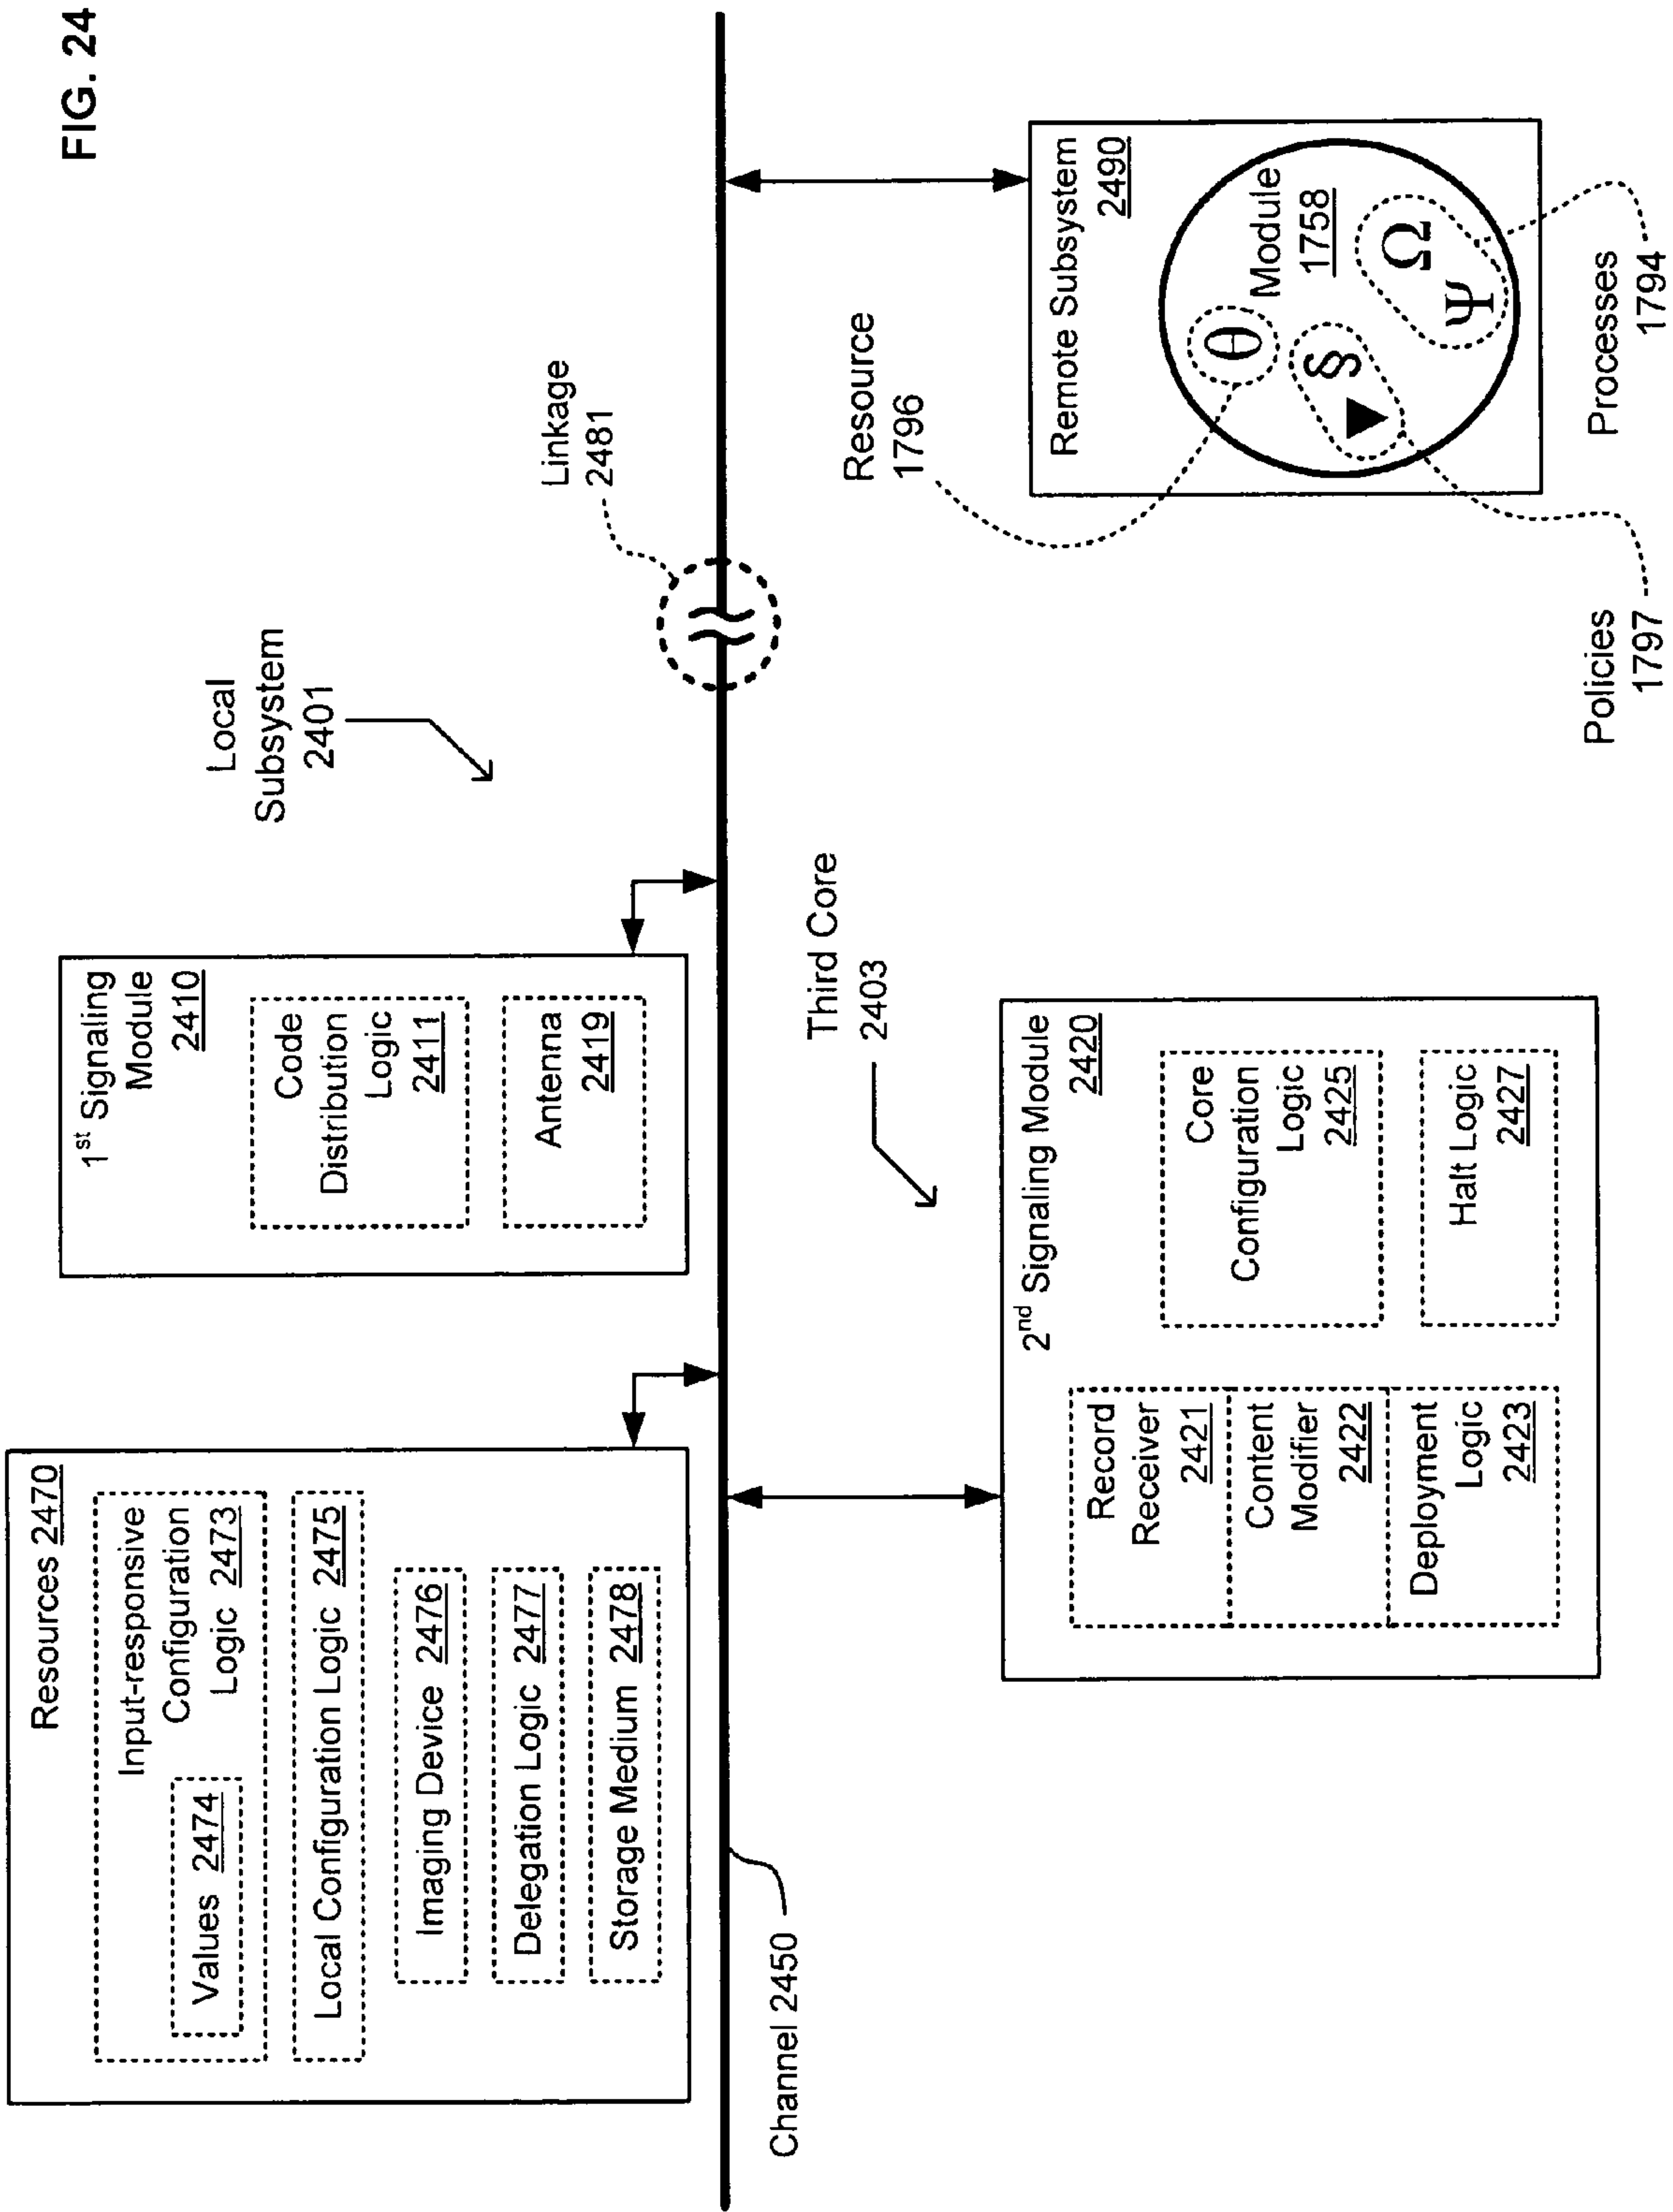 FIG. 24
Resources 2470
Input-responsive
Configuration
Logic 2473
Values 2474
Local Configuration Logic 2475
Imaging Device 2476
Delegation Logic 2477
Storage Medium 2478
1st Signaling
Module
2410
Code
Distribution
Logic
2411
Antenna
2419
Local
Subsystem
2401
Linkage
2481
Channel 2450
Third Core
2403
2nd Signaling Module
2420
Record
Receiver
2421
Content
Modifier
2422
Deployment
Logic
2423
Core
Configuration
Logic
2425
Halt Logic
2427
Resource
1796
Remote Subsystem
2490
Module
1758
θ
▲ §
Ψ Ω
Policies
1797
Processes
1794